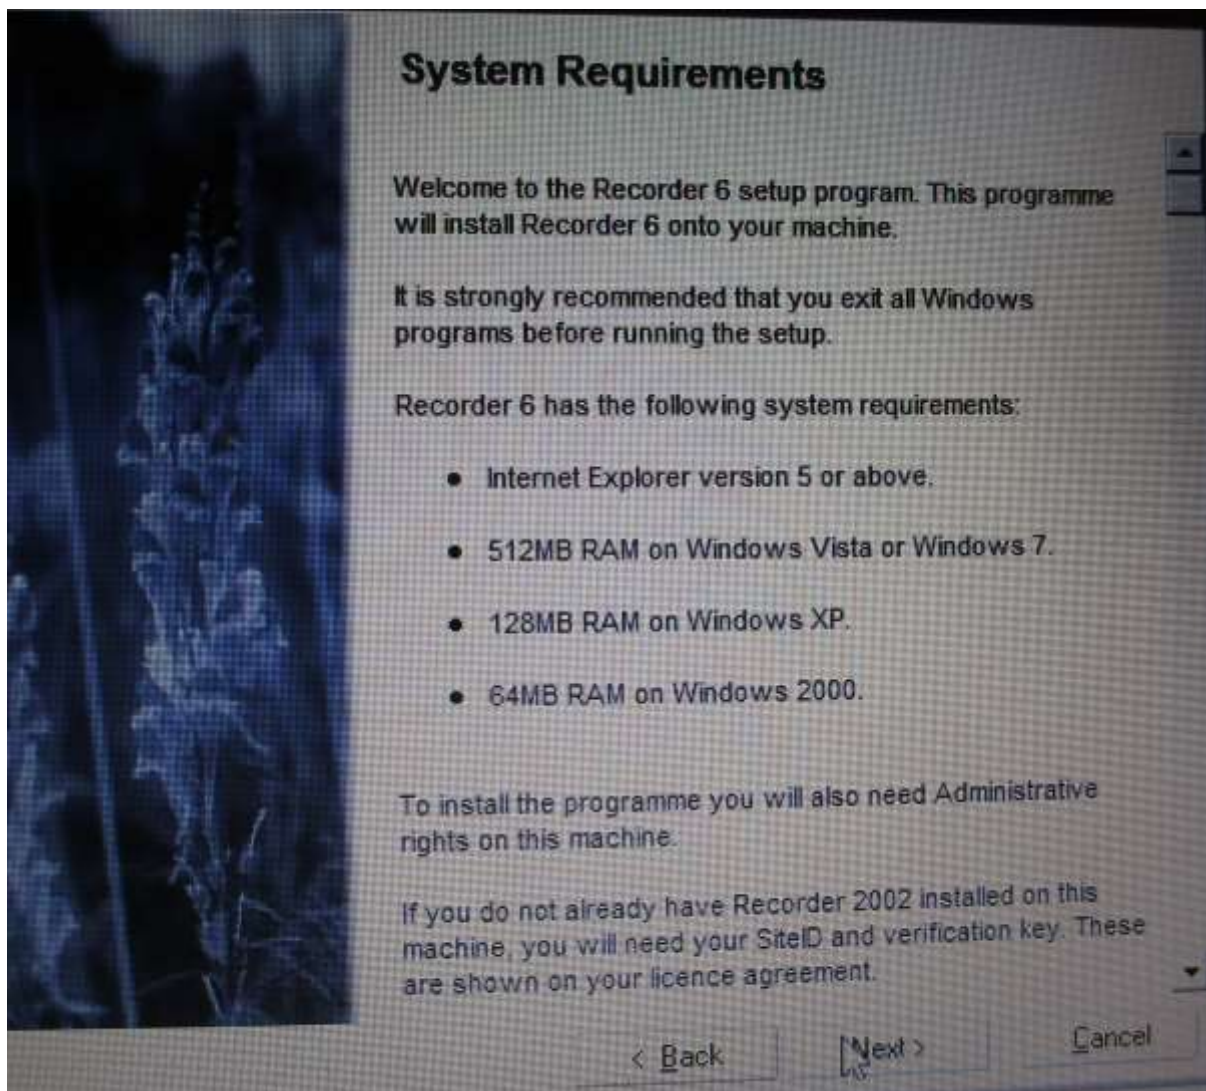 System Requirements
Welcome to the Recorder 6 setup program. This programme
will install Recorder 6 onto your machine.
It is strongly recommended that you exit all Windows
programs before running the setup.
Recorder 6 has the following system requirements:
• Internet Explorer version 5 or above.
• 512MB RAM on Windows Vista or Windows 7.
• 128MB RAM on Windows XP.
• 64MB RAM on Windows 2000.
To install the programme you will also need Administrative
rights on this machine.
If you do not already have Recorder 2002 installed on this
machine, you will need your SiteID and verification key. These
are shown on your licence agreement.
< Back Next > Cancel